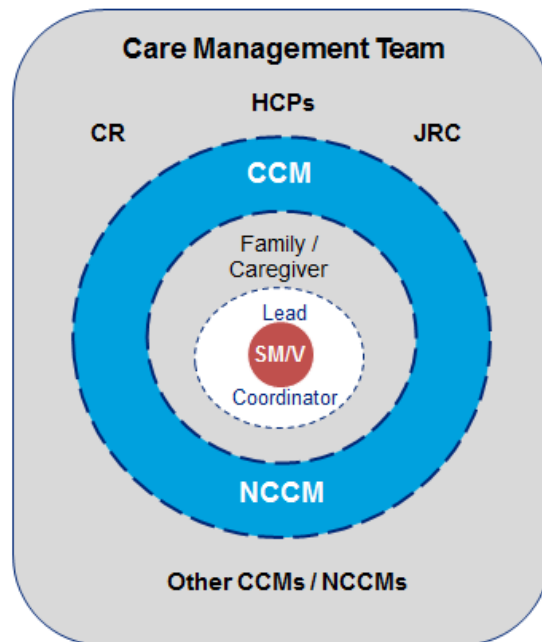 Care Management Team
HCPs
CR
JRC
CCM
Family /
Caregiver
Lead
SM/V
Coordinator
NCCM
Other CCMs / NCCMs